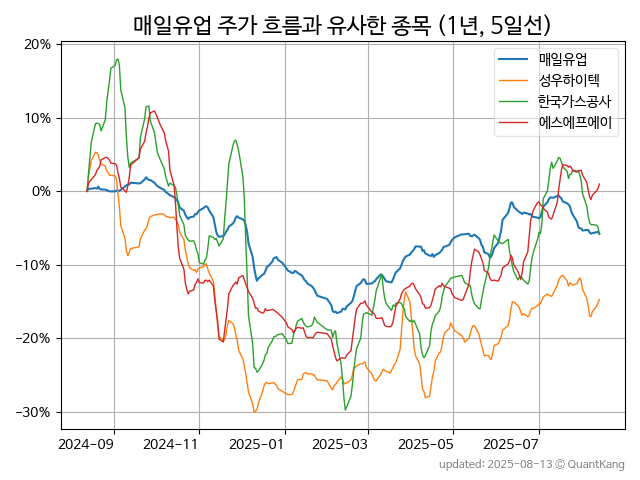 매일유업 주가 흐름과 유사한 종목 (1년, 5일선)
매일유업
성우하이텍
한국가스공사
에스에프에이
20%
10%
0%
−10%
−20%
−30%
2024-09
2024-11
2025-01
2025-03
2025-05
2025-07
updated: 2025-08-13 © QuantKang